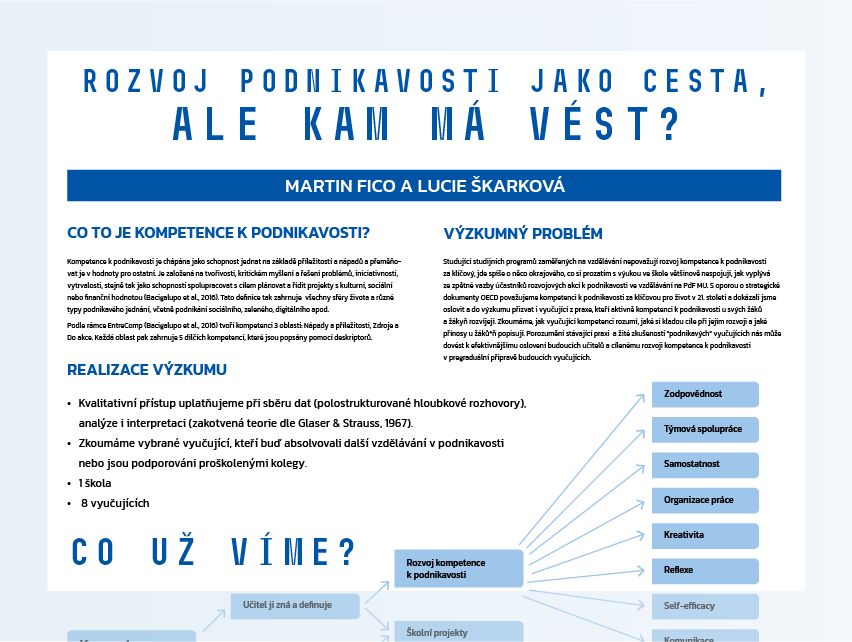 ROZVOJ PODNIKAVOSTI JAKO CESTA,
ALE KAM MÁ VÉST?
MARTIN FICO A LUCIE ŠKARKOVÁ
CO TO JE KOMPETENCE K PODNIKAVOSTI?
Kompetence k podnikavosti je chápána jako schopnost jednat na základě příležitostí a nápadů a přeměňo-
vat je v hodnoty pro ostatní. Je založená na tvořivosti, kritickém myšlení a řešení problémů, iniciativnosti,
vytrvalosti, stejně tak jako schopnosti spolupracovat s cílem plánovat a řídit projekty s kulturní, sociální
nebo finanční hodnotou (Bacigalupo et al., 2016). Tato definice tak zahrnuje všechny sféry života a různé
typy podnikavého jednání, včetně podnikání sociálního, zeleného, digitálního apod.
Podle rámce EntreComp (Bacigalupo et al., 2016) tvoří kompetenci 3 oblasti: Nápady a příležitosti, Zdroje a
Do akce. Každá oblast pak zahrnuje 5 dílčích kompetencí, které jsou popsány pomocí deskriptorů.
VÝZKUMNÝ PROBLÉM
Studující studijních programů zaměřených na vzdělávání nepovažují rozvoj kompetence k podnikavosti
za klíčový, jde spíše o něco okrajového, co si prozatím s výukou ve škole většinově nespojují, jak vyplývá
ze zpětné vazby účastníků rozvojových akcí k podnikavosti ve vzdělávání na PdF MU. S oporou o strategické
dokumenty OECD považujeme kompetenci k podnikavosti za klíčovou pro život v 21. století a dokázali jsme
oslovit a do výzkumu přizvat i vyučující z praxe, kteří aktivně kompetenci k podnikavosti u svých žáků
a žákyň rozvíjejí. Zkoumáme, jak vyučující kompetenci rozumí, jaké si kladou cíle při jejím rozvoji a jaké
přínosy u žáků*ň popisují. Porozumění stávající praxi a žité zkušenosti "podnikavých" vyučujících nás může
dovést k efektivnějšímu oslovení budoucích učitelů a cílenému rozvoji kompetence k podnikavosti
v pregraduální přípravě budoucích vyučujících.
REALIZACE VÝZKUMU
• Kvalitativní přístup uplatňujeme při sběru dat (polostrukturované hloubkové rozhovory),
analýze i interpretaci (zakotvená teorie dle Glaser & Strauss, 1967).
• Zkoumáme vybrané vyučující, kteří buď absolvovali další vzdělávání v podnikavosti
nebo jsou podporováni proškolenými kolegy.
• 1 škola
• 8 vyučujících
CO UŽ VÍME?
Učitel ji zná a definuje
Rozvoj kompetence
k podnikavosti
Školní projekty
Zodpovědnost
Týmová spolupráce
Samostatnost
Organizace práce
Kreativita
Reflexe
Self-efficacy
Komunikace